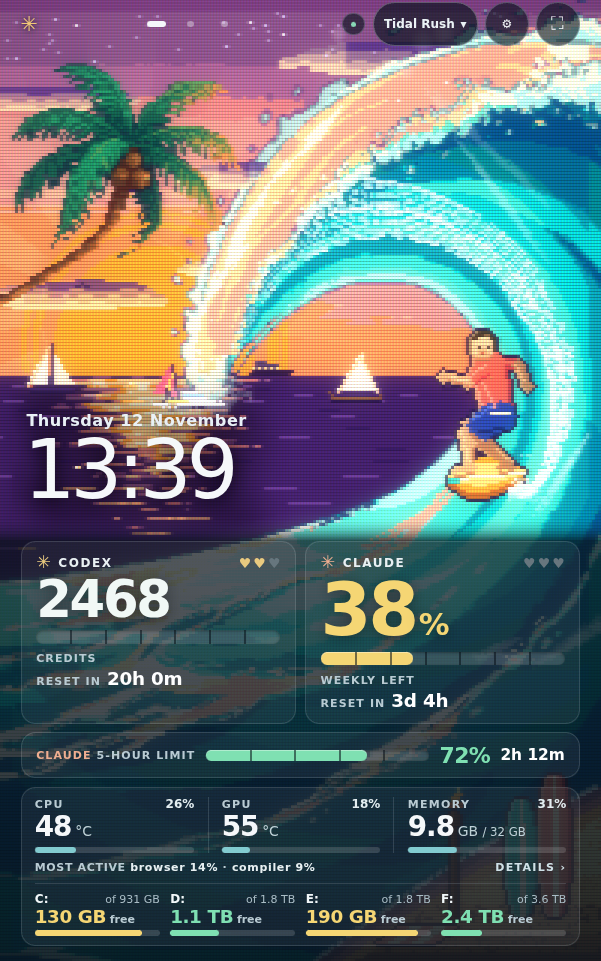 Tidal Rush ▾
Thursday 12 November
13:39
CODEX
2468
CREDITS
RESET IN 20h 0m
CLAUDE
38%
WEEKLY LEFT
RESET IN 3d 4h
CLAUDE 5-HOUR LIMIT 72% 2h 12m
CPU 26%
48 °C
GPU 18%
55 °C
MEMORY 31%
9.8 GB / 32 GB
MOST ACTIVE browser 14% · compiler 9% DETAILS ›
C: of 931 GB
130 GB free
D: of 1.8 TB
1.1 TB free
E: of 1.8 TB
190 GB free
F: of 3.6 TB
2.4 TB free